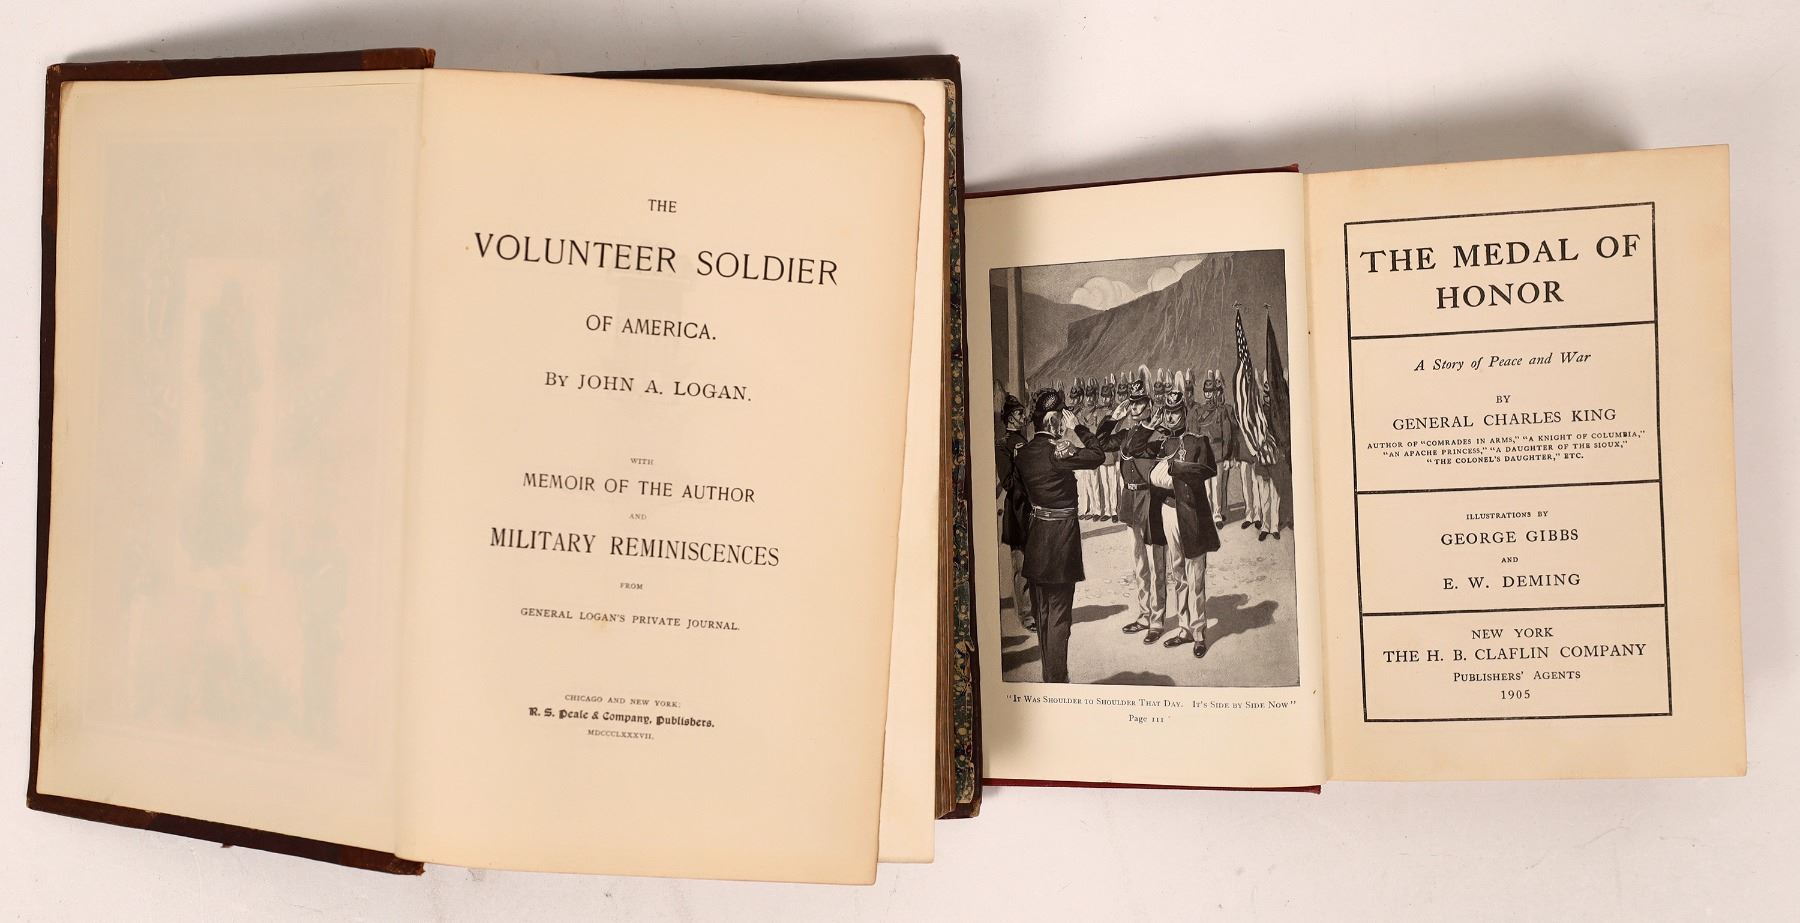 THE
VOLUNTEER SOLDIER
OF AMERICA.
BY JOHN A. LOGAN.
WITH
MEMOIR OF THE AUTHOR
AND
MILITARY REMINISCENCES
FROM
GENERAL LOGAN'S PRIVATE JOURNAL.
CHICAGO AND NEW YORK:
R. S. Peale & Company, Publishers.
MDCCCLXXXVII.
"IT WAS SHOULDER TO SHOULDER THAT DAY. IT'S SIDE BY SIDE NOW"
Page 111
THE MEDAL OF
HONOR
A Story of Peace and War
BY
GENERAL CHARLES KING
AUTHOR OF "COMRADES IN ARMS," "A KNIGHT OF COLUMBIA,"
"AN APACHE PRINCESS," "A DAUGHTER OF THE SIOUX,"
"THE COLONEL'S DAUGHTER," ETC.
ILLUSTRATIONS BY
GEORGE GIBBS
AND
E. W. DEMING
NEW YORK
THE H. B. CLAFLIN COMPANY
PUBLISHERS' AGENTS
1905